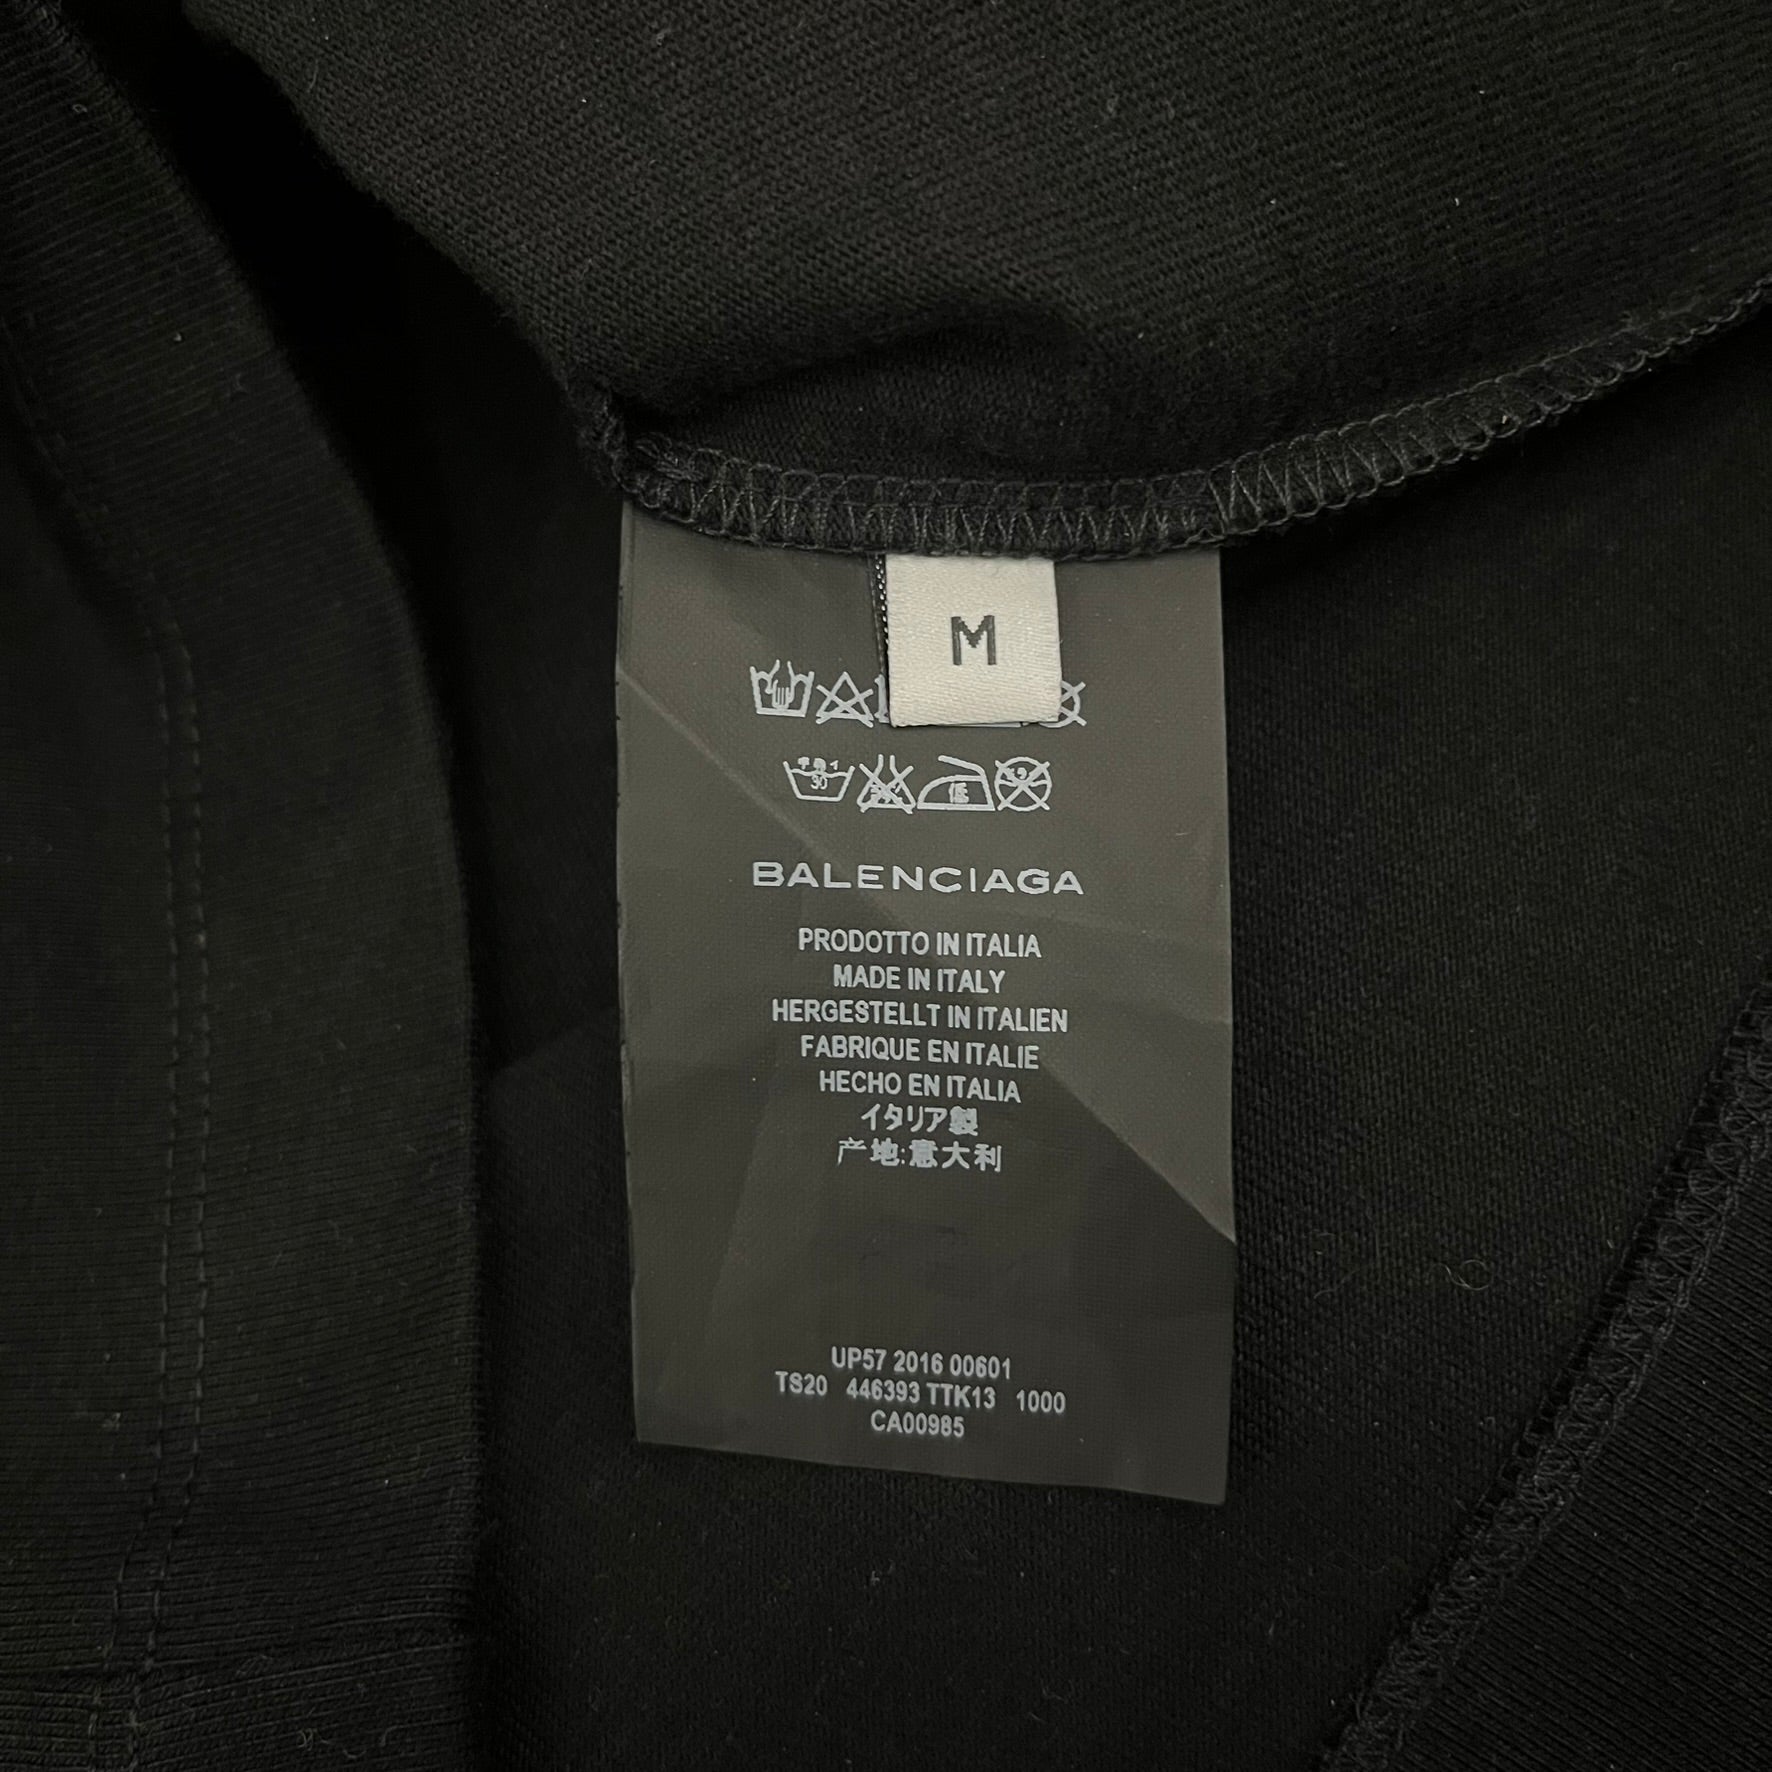 M
30
BALENCIAGA
PRODOTTO IN ITALIA
MADE IN ITALY
HERGESTELLT IN ITALIEN
FABRIQUE EN ITALIE
HECHO EN ITALIA
イタリア製
产地:意大利
UP57 2016 00601
TS20 446393 TTK13 1000
CA00985